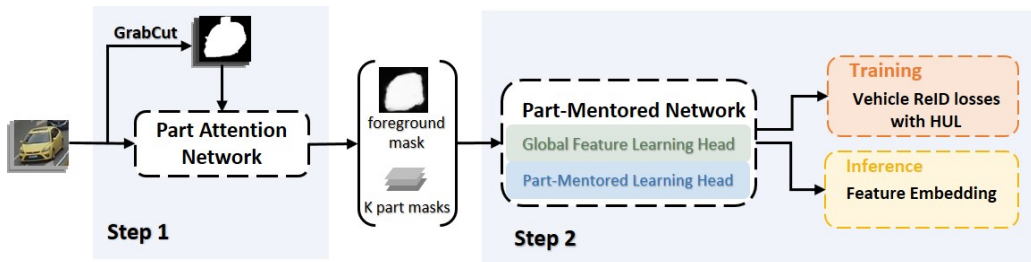 GrabCut
Part Attention
Network
Step 1
foreground
mask
K part masks
Part-Mentored Network
Global Feature Learning Head
Part-Mentored Learning Head
Step 2
Training
Vehicle ReID losses
with HUL
Inference
Feature Embedding